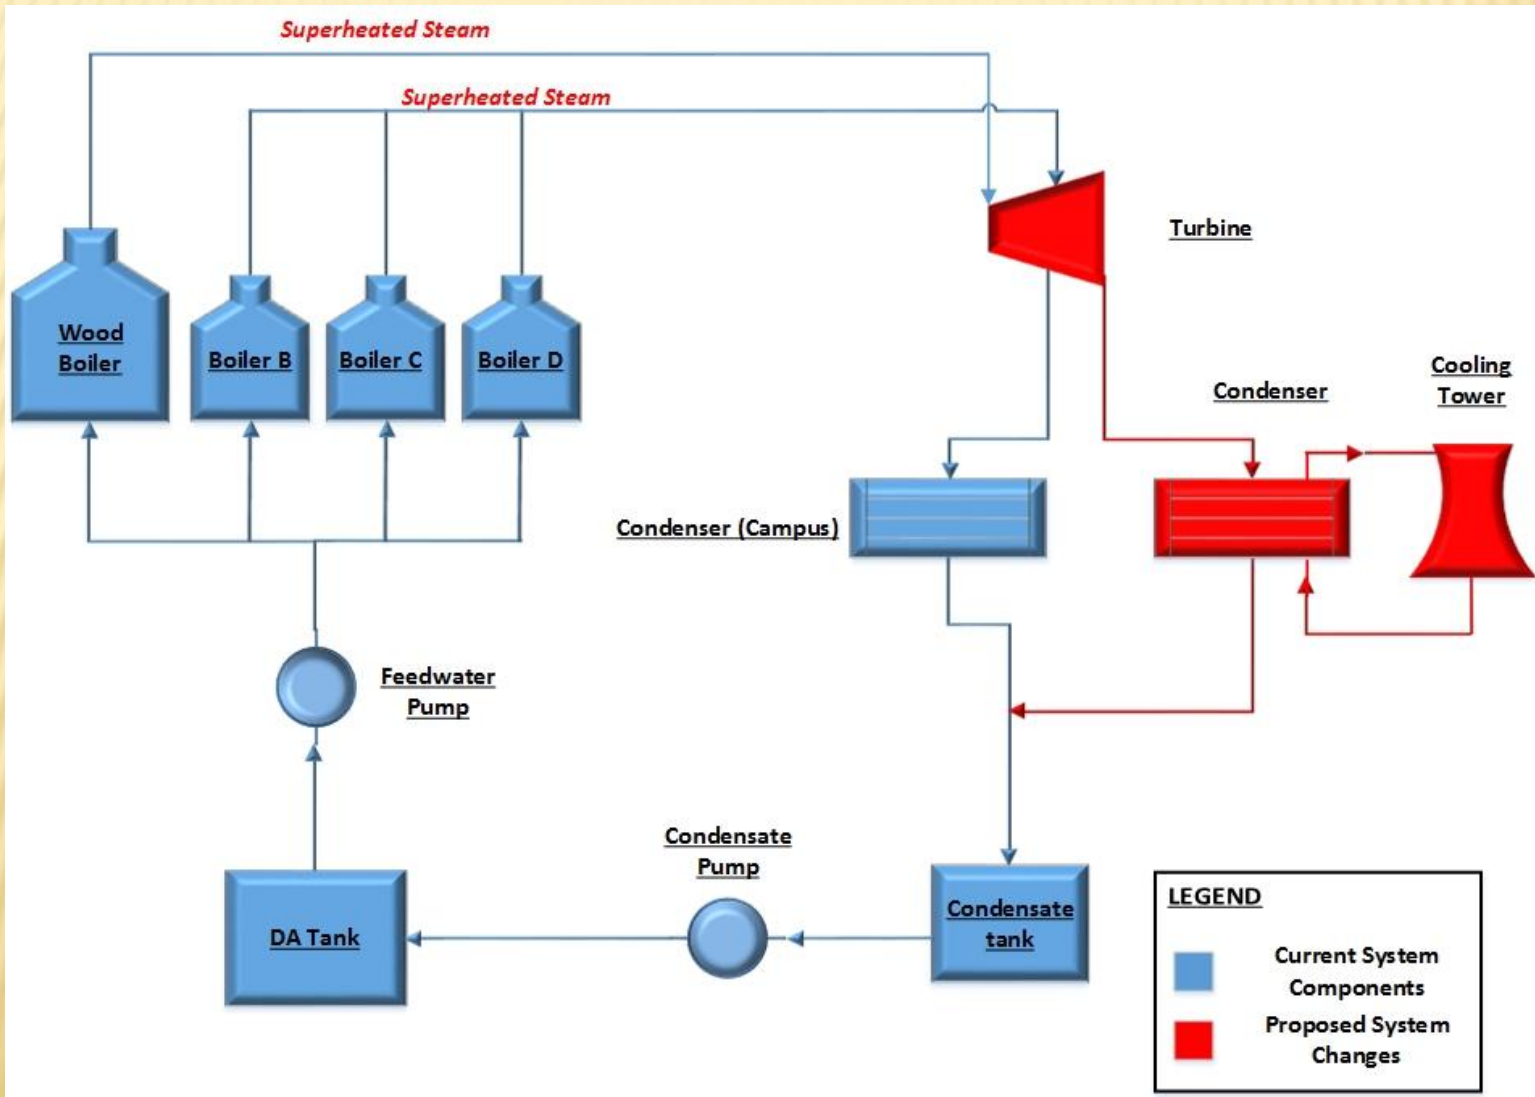 Superheated Steam
Superheated Steam
Turbine
Wood
Boiler
Boiler B
Boiler C
Boiler D
Cooling
Tower
Condenser
Condenser (Campus)
Feedwater
Pump
Condensate
Pump
DA Tank
Condensate
tank
LEGEND
Current System
Components
Proposed System
Changes